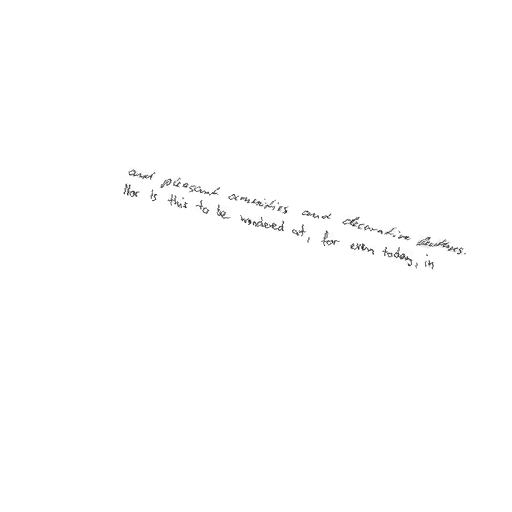 and pleasant amenities and decorative features.
Nor is this to be wondered at, for even today, in